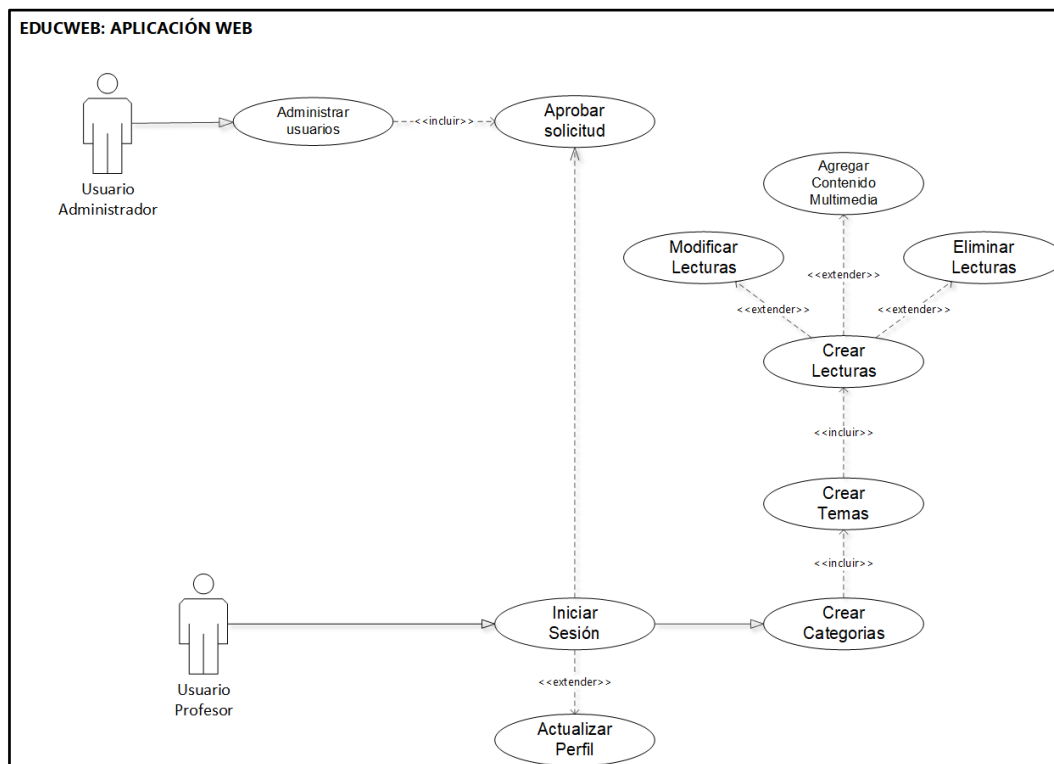 EDUCWEB: APLICACIÓN WEB
Administrar
usuarios
<<incluir>>
Aprobar
solicitud
Usuario
Administrador
Agregar
Contenido
Multimedia
Modificar
Lecturas
Eliminar
Lecturas
<<extender>>
<<extender>>
<<extender>>
Crear
Lecturas
<<incluir>>
Crear
Temas
<<incluir>>
Iniciar
Sesión
Crear
Categorias
Usuario
Profesor
<<extender>>
Actualizar
Perfil